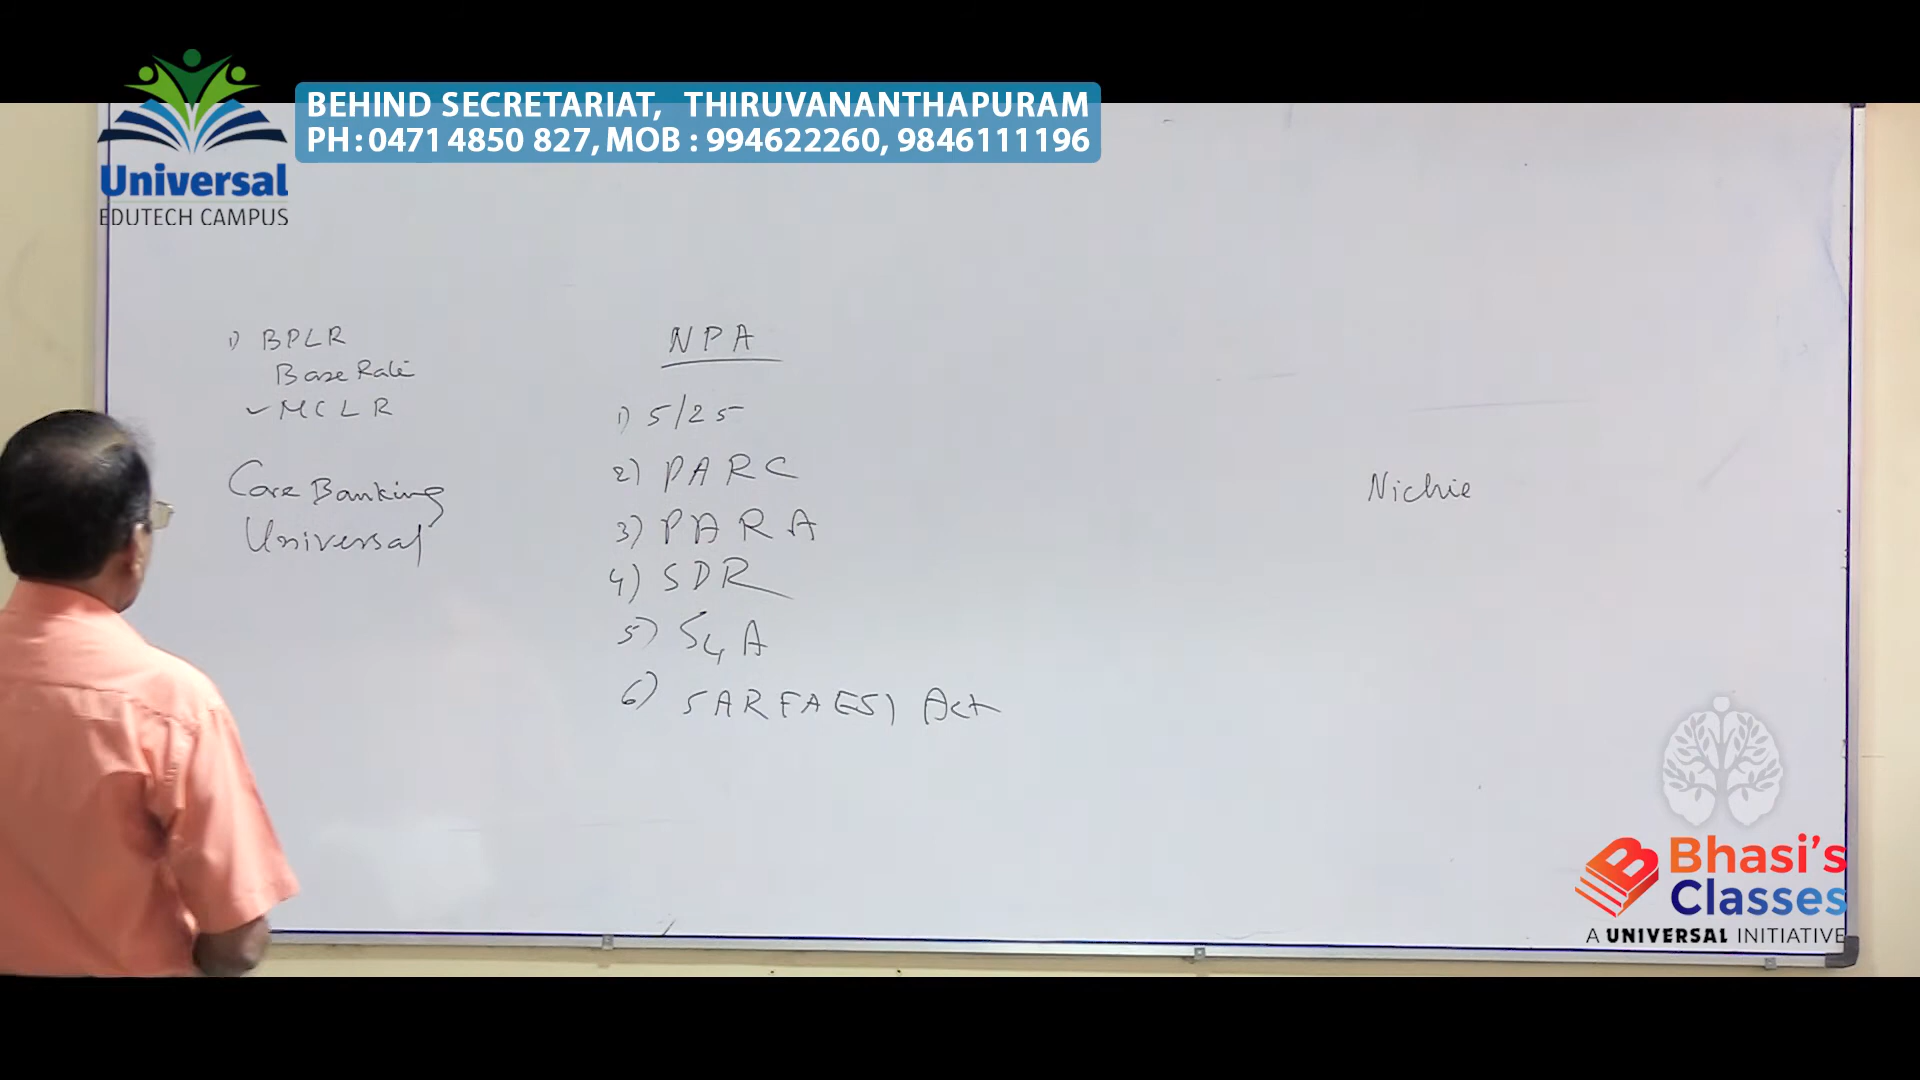 BEHIND SECRETARIAT, THIRUVANANTHAPURAM
PH : 0471 4850 827, MOB : 994622260, 9846111196
Universal
EDUTECH CAMPUS
1) BPLR
Base Rate
✓ MCLR
Core Banking
Universal
NPA
1) 5/25
2) PARC
3) PARA
4) SDR
5) S4A
6) SARFAESI Act
Nichie
Bhasi's
Classes
A UNIVERSAL INITIATIVE